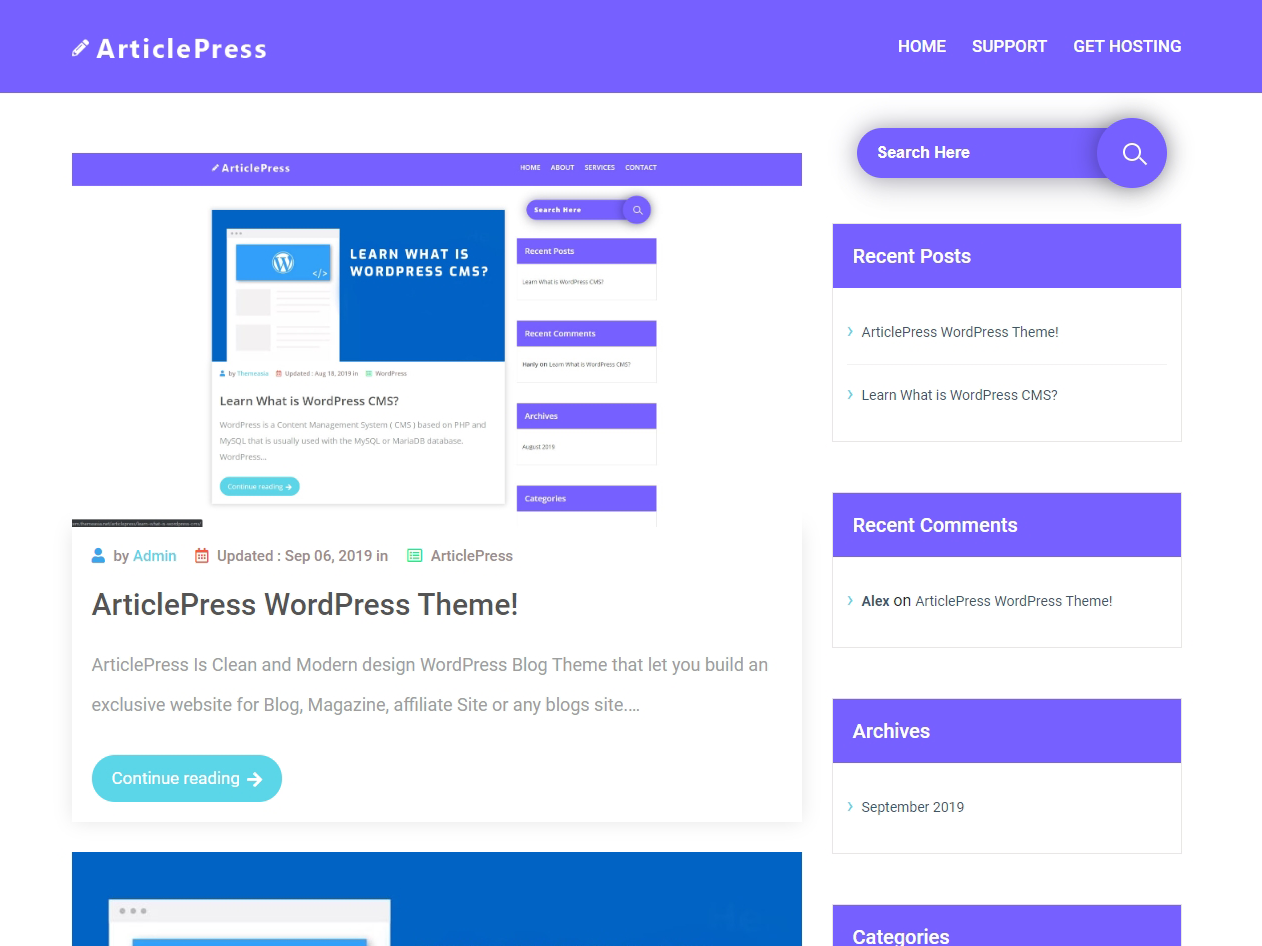 ArticlePress
HOME SUPPORT GET HOSTING
ArticlePress
HOME ABOUT SERVICES CONTACT
Search Here
LEARN WHAT IS
WORDPRESS CMS?
</>
by Themeasia Updated : Aug 18, 2019 in WordPress
Learn What is WordPress CMS?
WordPress is a Content Management System ( CMS ) based on PHP and
MySQL that is usually used with the MySQL or MariaDB database.
WordPress...
Continue reading
Recent Posts
Learn What is WordPress CMS?
Recent Comments
Hardy on Learn What is WordPress CMS?
Archives
August 2019
Categories
by Admin Updated : Sep 06, 2019 in ArticlePress
ArticlePress WordPress Theme!
ArticlePress Is Clean and Modern design WordPress Blog Theme that let you build an
exclusive website for Blog, Magazine, affiliate Site or any blogs site.…
Continue reading
Search Here
Recent Posts
ArticlePress WordPress Theme!
Learn What is WordPress CMS?
Recent Comments
Alex on ArticlePress WordPress Theme!
Archives
September 2019
Categories